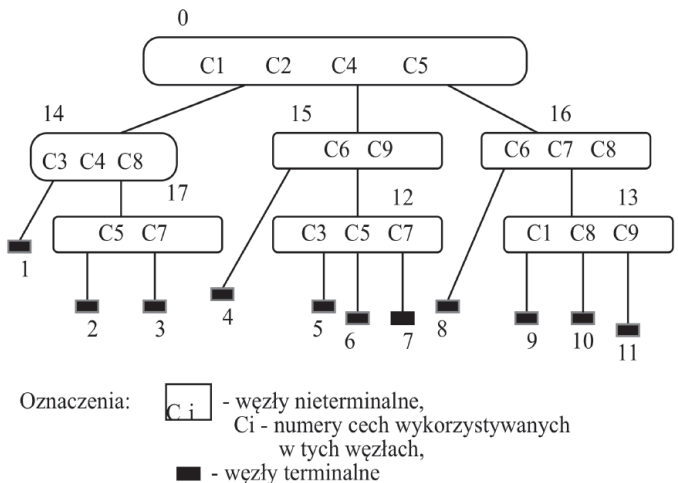 0
C1 C2 C4 C5
14 15 16
C3 C4 C8
C6 C9
C6 C7 C8
17 12 13
C5 C7
C3 C5 C7
C1 C8 C9
1
2 3 4 5 6 7 8 9 10 11
Oznaczenia:
C i
- węzły nieterminalne,
Ci - numery cech wykorzystywanych
w tych węzłach,
- węzły terminalne